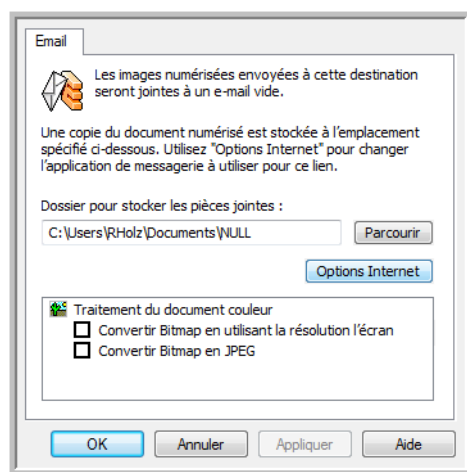 Email
Les images numérisées envoyées à cette destination
seront jointes à un e-mail vide.
Une copie du document numérisé est stockée à l'emplacement
spécifié ci-dessous. Utilisez "Options Internet" pour changer
l'application de messagerie à utiliser pour ce lien.
Dossier pour stocker les pièces jointes :
C:\Users\RHolz\Documents\NULL Parcourir
Options Internet
Traitement du document couleur
Convertir Bitmap en utilisant la résolution l'écran
Convertir Bitmap en JPEG
OK Annuler Appliquer Aide